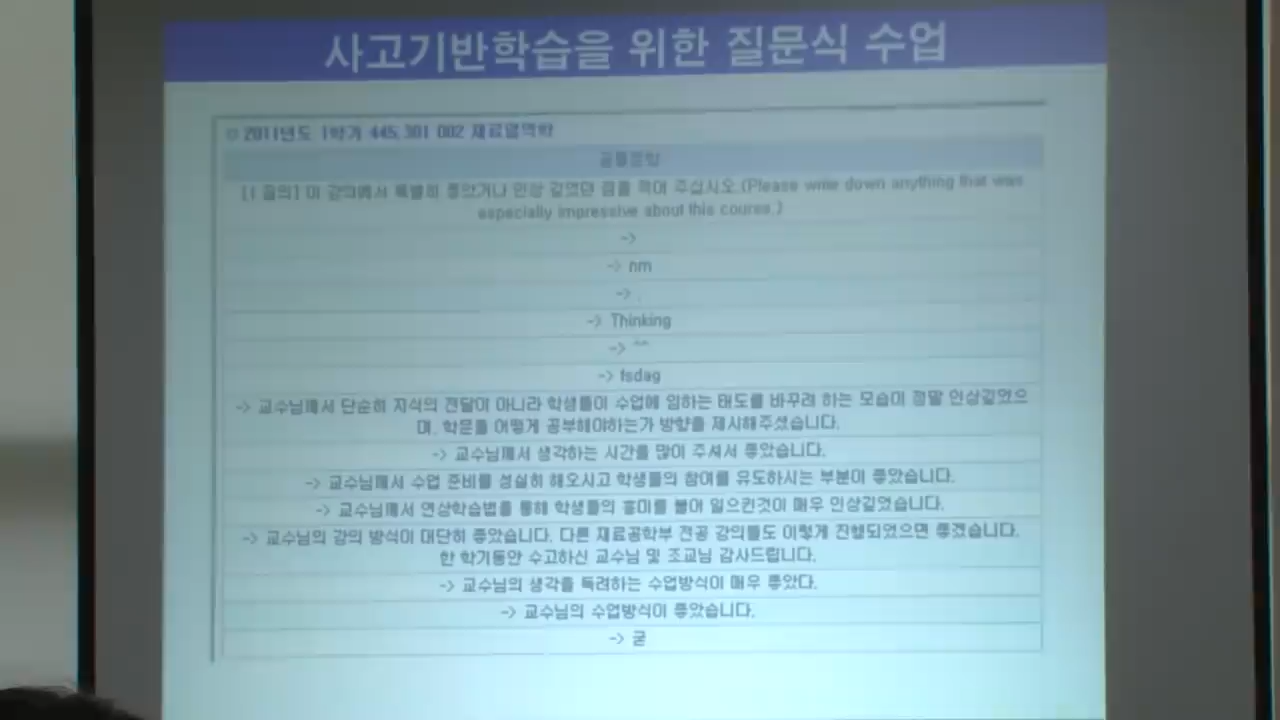 사고기반학습을 위한 질문식 수업
2011년도 1학기 445.301 002 재료열역학
공통문항
[1 질의] 이 강의에서 특별히 좋았거나 인상 깊었던 점을 적어 주십시오.(Please write down anything that was
especially impressive about this course.)
->
-> nm
-> .
-> Thinking
-> ^^
-> fsdag
-> 교수님께서 단순히 지식의 전달이 아니라 학생들이 수업에 임하는 태도를 바꾸려 하는 모습이 정말 인상깊었으
며, 학문을 어떻게 공부해야하는가 방향을 제시해주셨습니다.
-> 교수님께서 생각하는 시간을 많이 주셔서 좋았습니다.
-> 교수님께서 수업 준비를 성실히 해오시고 학생들의 참여를 유도하시는 부분이 좋았습니다.
-> 교수님께서 연상학습법을 통해 학생들의 흥미를 불어 일으킨것이 매우 인상깊었습니다.
-> 교수님의 강의 방식이 대단히 좋았습니다. 다른 재료공학부 전공 강의들도 이렇게 진행되었으면 좋겠습니다.
한 학기동안 수고하신 교수님 및 조교님 감사드립니다.
-> 교수님의 생각을 독려하는 수업방식이 매우 좋았다.
-> 교수님의 수업방식이 좋았습니다.
-> 굳